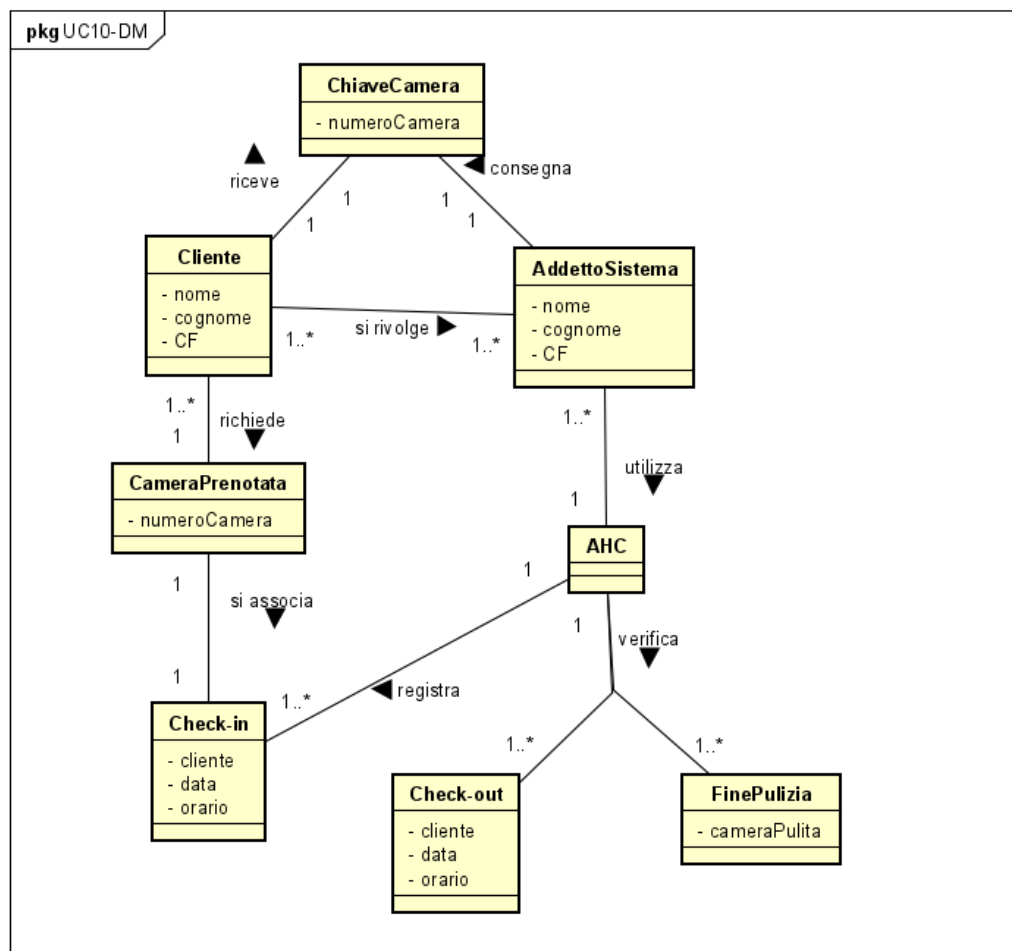 pkg UC10-DM
ChiaveCamera
- numeroCamera
riceve
consegna
1
1
1
1
Cliente
- nome
- cognome
- CF
AddettoSistema
- nome
- cognome
- CF
si rivolge
1..*
1..*
1..*
richiede
1
1..*
utilizza
1
CameraPrenotata
- numeroCamera
AHC
1
si associa
1
1
1
verifica
registra
1..*
1..*
1..*
Check-in
- cliente
- data
- orario
Check-out
- cliente
- data
- orario
FinePulizia
- cameraPulita